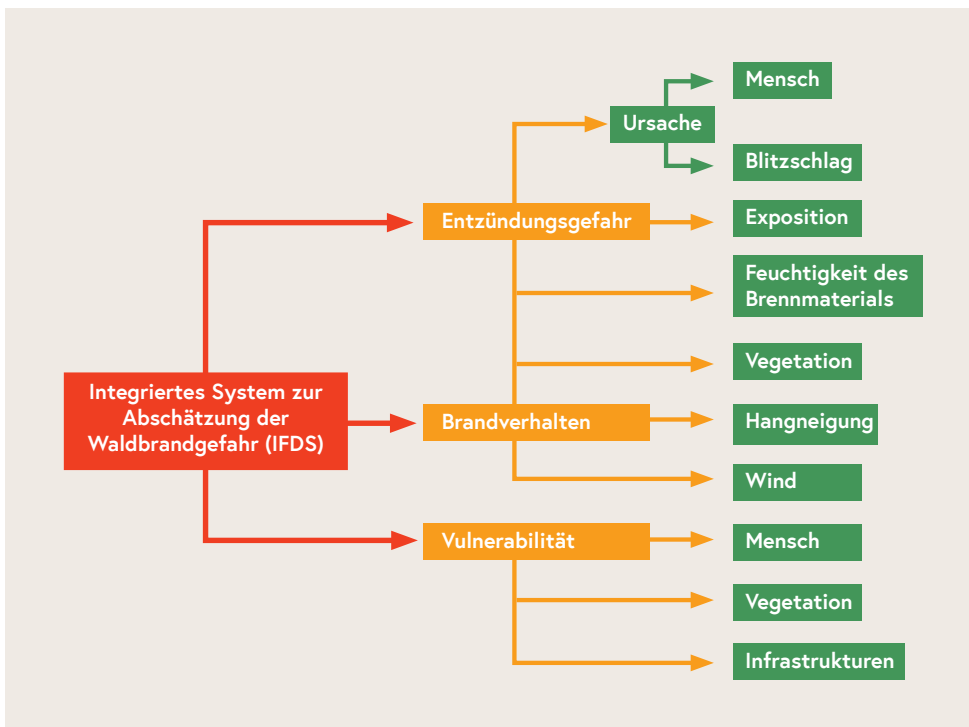 Mensch
Ursache
Blitzschlag
Entzündungsgefahr
Exposition
Feuchtigkeit des
Brennmaterials
Vegetation
Integriertes System zur
Abschätzung der
Waldbrandgefahr (IFDS)
Brandverhalten
Hangneigung
Wind
Vulnerabilität
Mensch
Vegetation
Infrastrukturen